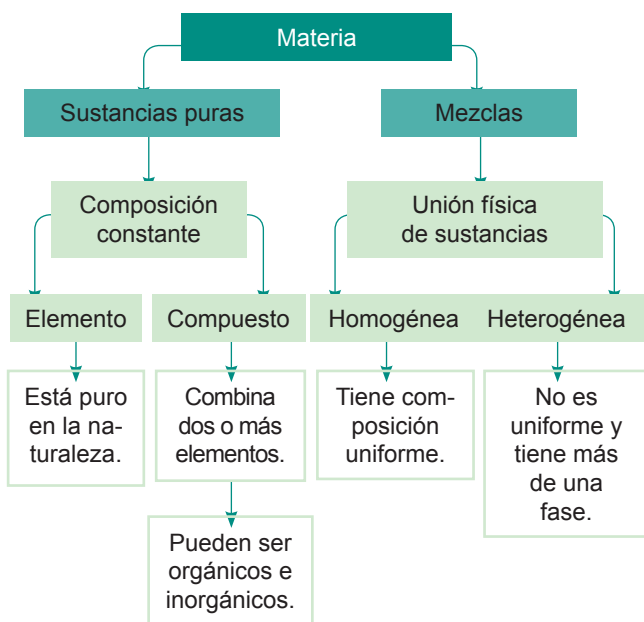 Materia
Sustancias puras
Mezclas
Composición
constante
Unión física
de sustancias
Elemento
Compuesto
Homogénea
Heterogénea
Está puro
en la na-
turaleza.
Combina
dos o más
elementos.
Tiene com-
posición
uniforme.
No es
uniforme y
tiene más
de una
fase.
Pueden ser
orgánicos e
inorgánicos.